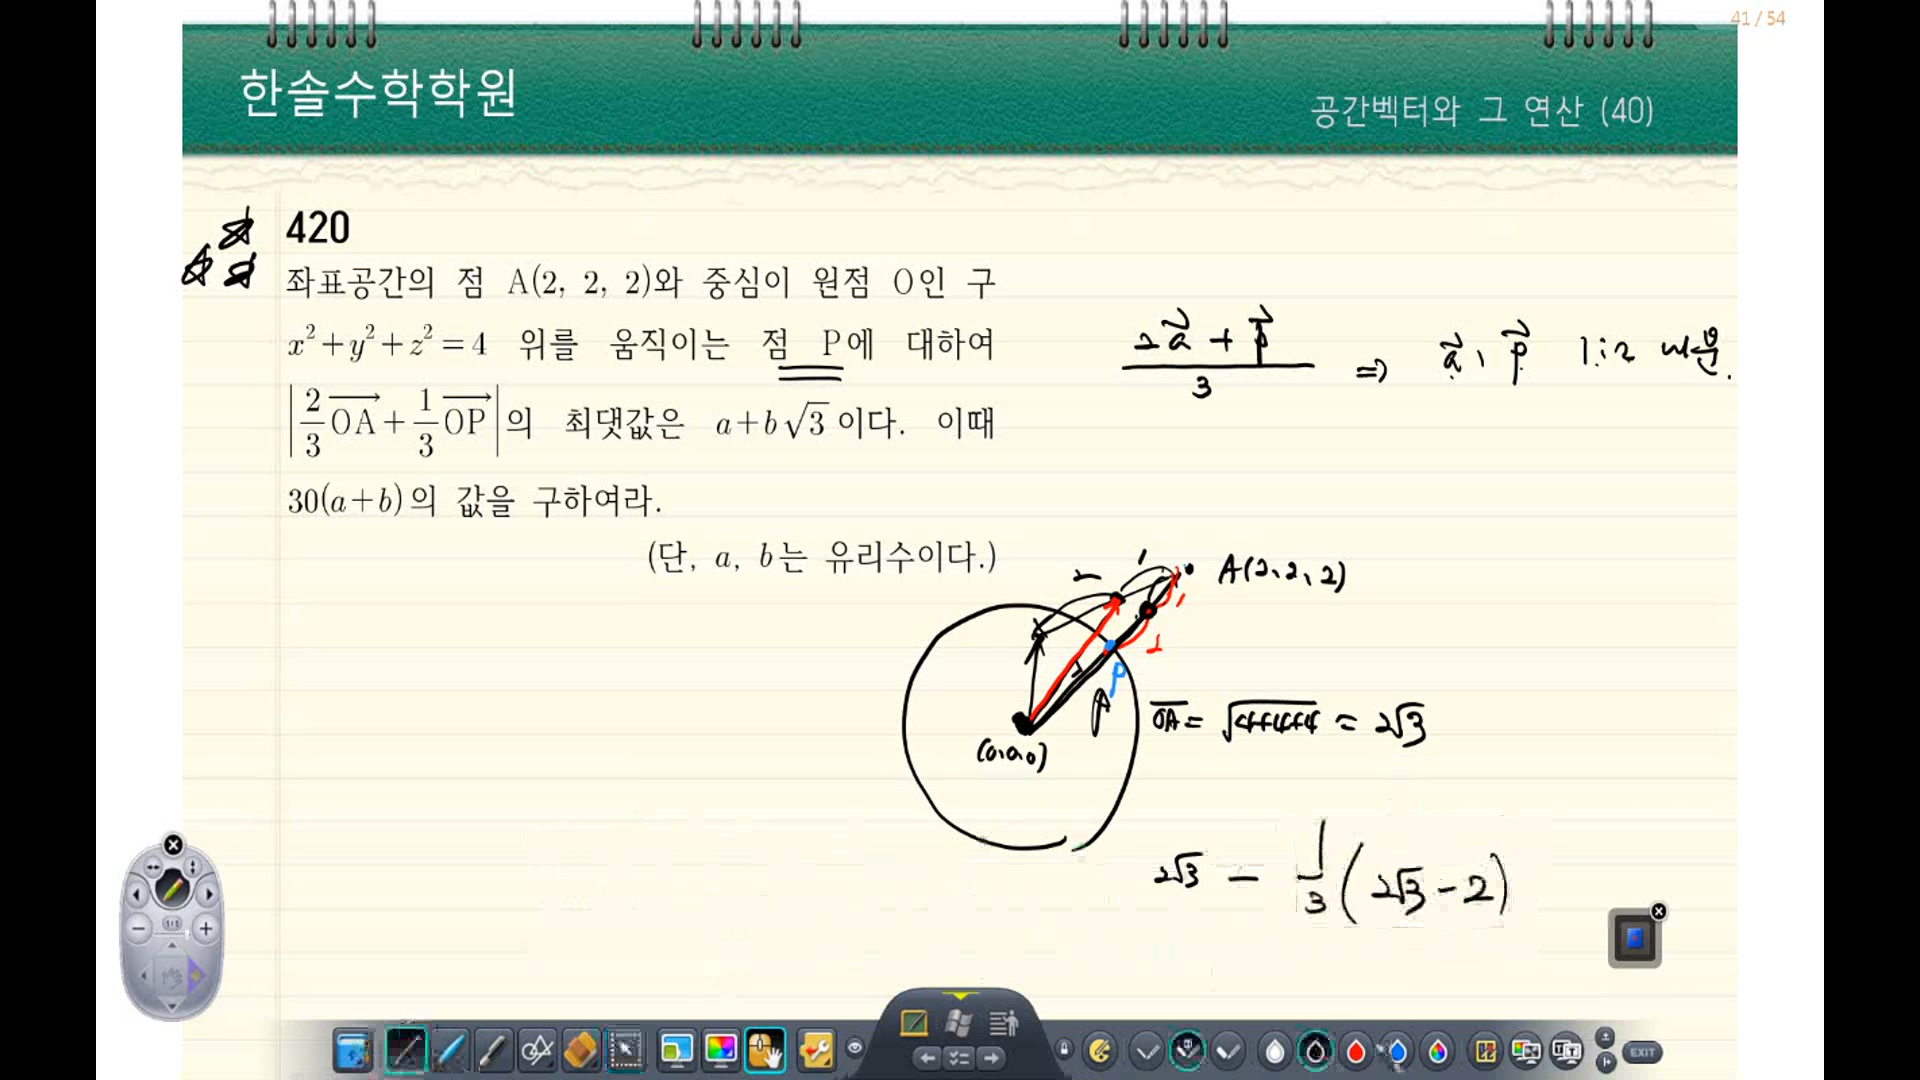 41 / 54
한솔수학학원
공간벡터와 그 연산 (40)
420
좌표공간의 점 A(2, 2, 2)와 중심이 원점 O인 구
x²+y²+z²=4 위를 움직이는 점 P에 대하여
|2/3 OA→ + 1/3 OP→|의 최댓값은 a+b√3이다. 이때
30(a+b)의 값을 구하여라.
(단, a, b는 유리수이다.)
(2a→ + p→)/3 ⇒ a→, p→ 1:2 내분.
2 1 A(2, 2, 2)
1
2
P
(0,0,0)
OA = √4+4+4 = 2√3
2√3 - 1/3(2√3-2)
1:1
EXIT